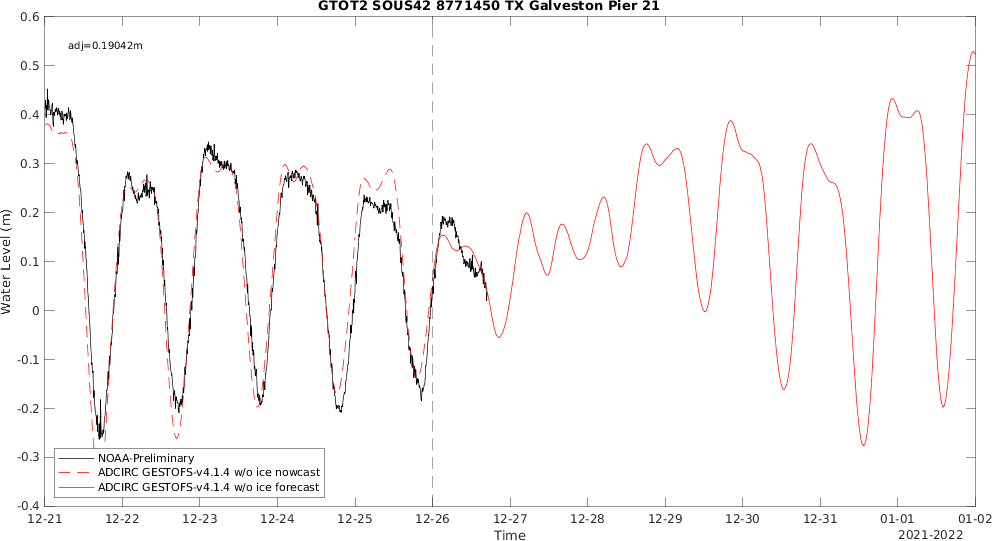 GTOT2 SOUS42 8771450 TX Galveston Pier 21
adj=0.19042m
0.6
0.5
0.4
0.3
0.2
0.1
0
-0.1
-0.2
-0.3
-0.4
Water Level (m)
NOAA-Preliminary
ADCIRC GESTOFS-v4.1.4 w/o ice nowcast
ADCIRC GESTOFS-v4.1.4 w/o ice forecast
12-21 12-22 12-23 12-24 12-25 12-26 12-27 12-28 12-29 12-30 12-31 01-01 01-02
Time
2021-2022